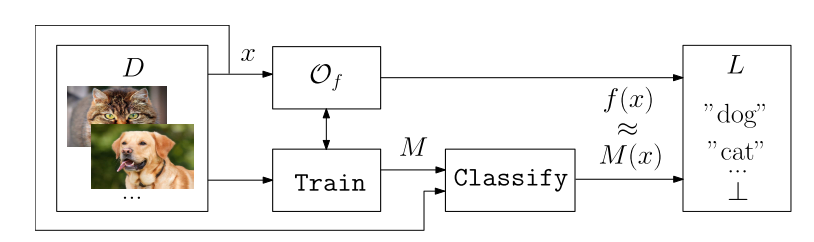 D
...
x
𝒪_f
Train
M
Classify
f(x)
≈
M(x)
L
"dog"
"cat"
...
⊥